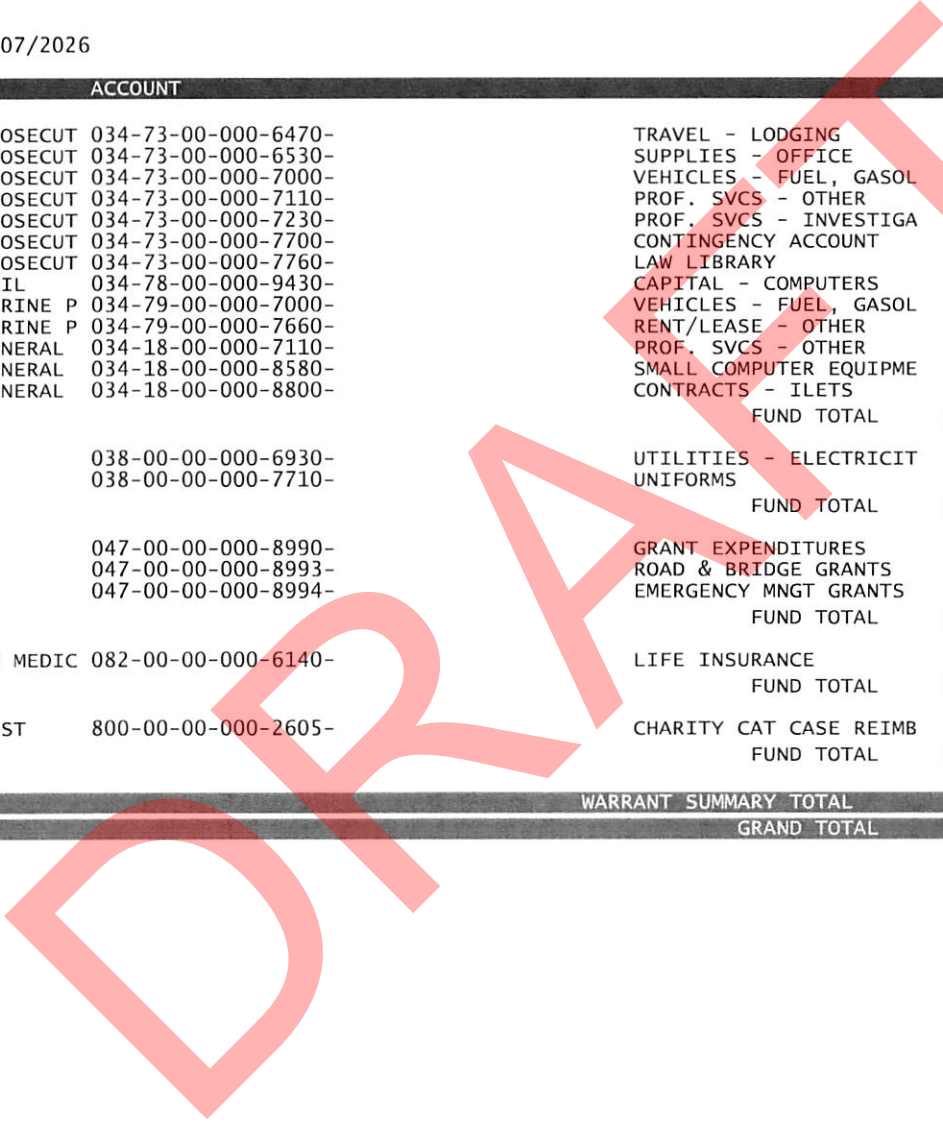 07/2026
ACCOUNT
OSECUT 034-73-00-000-6470- TRAVEL - LODGING
OSECUT 034-73-00-000-6530- SUPPLIES - OFFICE
OSECUT 034-73-00-000-7000- VEHICLES - FUEL, GASOL
OSECUT 034-73-00-000-7110- PROF. SVCS - OTHER
OSECUT 034-73-00-000-7230- PROF. SVCS - INVESTIGA
OSECUT 034-73-00-000-7700- CONTINGENCY ACCOUNT
OSECUT 034-73-00-000-7760- LAW LIBRARY
IL 034-78-00-000-9430- CAPITAL - COMPUTERS
RINE P 034-79-00-000-7000- VEHICLES - FUEL, GASOL
RINE P 034-79-00-000-7660- RENT/LEASE - OTHER
NERAL 034-18-00-000-7110- PROF. SVCS - OTHER
NERAL 034-18-00-000-8580- SMALL COMPUTER EQUIPME
NERAL 034-18-00-000-8800- CONTRACTS - ILETS
FUND TOTAL
038-00-00-000-6930- UTILITIES - ELECTRICIT
038-00-00-000-7710- UNIFORMS
FUND TOTAL
047-00-00-000-8990- GRANT EXPENDITURES
047-00-00-000-8993- ROAD & BRIDGE GRANTS
047-00-00-000-8994- EMERGENCY MNGT GRANTS
FUND TOTAL
MEDIC 082-00-00-000-6140- LIFE INSURANCE
FUND TOTAL
ST 800-00-00-000-2605- CHARITY CAT CASE REIMB
FUND TOTAL
WARRANT SUMMARY TOTAL
GRAND TOTAL
DRAFT